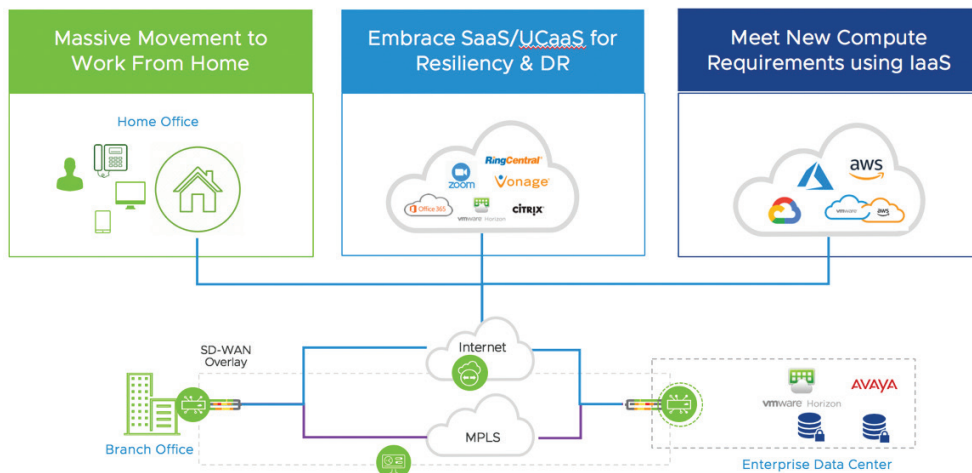 Massive Movement to
Work From Home
Embrace SaaS/UCaaS for
Resiliency & DR
Meet New Compute
Requirements using IaaS
Home Office
RingCentral
zoom
Vonage
Office 365
vmware Horizon
CITRIX
aws
vmware
aws
SD-WAN
Overlay
Internet
MPLS
Branch Office
vmware Horizon
AVAYA
Enterprise Data Center